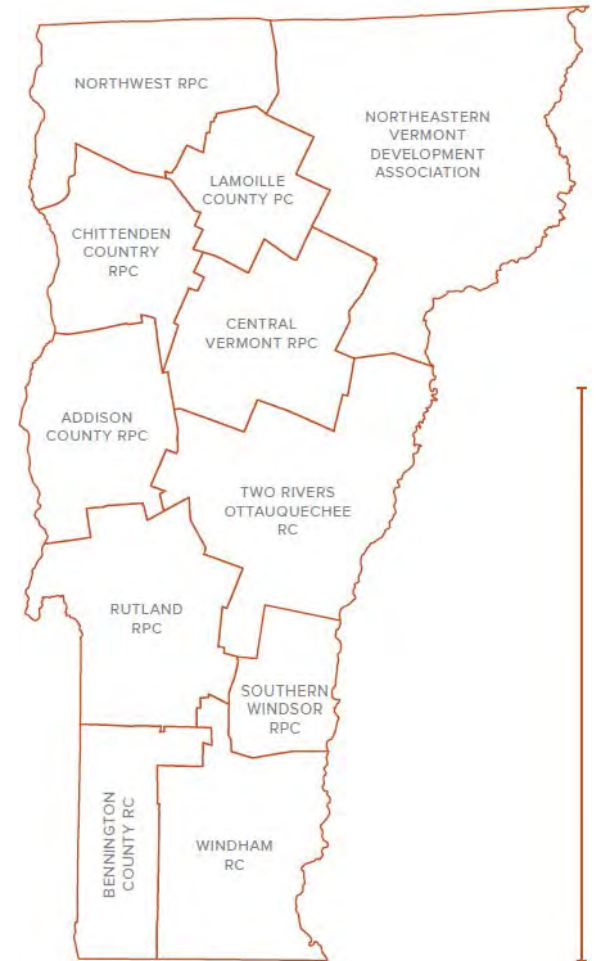 NORTHWEST RPC
NORTHEASTERN
VERMONT
DEVELOPMENT
ASSOCIATION
LAMOILLE
COUNTY PC
CHITTENDEN
COUNTRY
RPC
CENTRAL
VERMONT RPC
ADDISON
COUNTY RPC
TWO RIVERS
OTTAUQUECHEE
RC
RUTLAND
RPC
SOUTHERN
WINDSOR
RPC
BENNINGTON
COUNTY RC
WINDHAM
RC